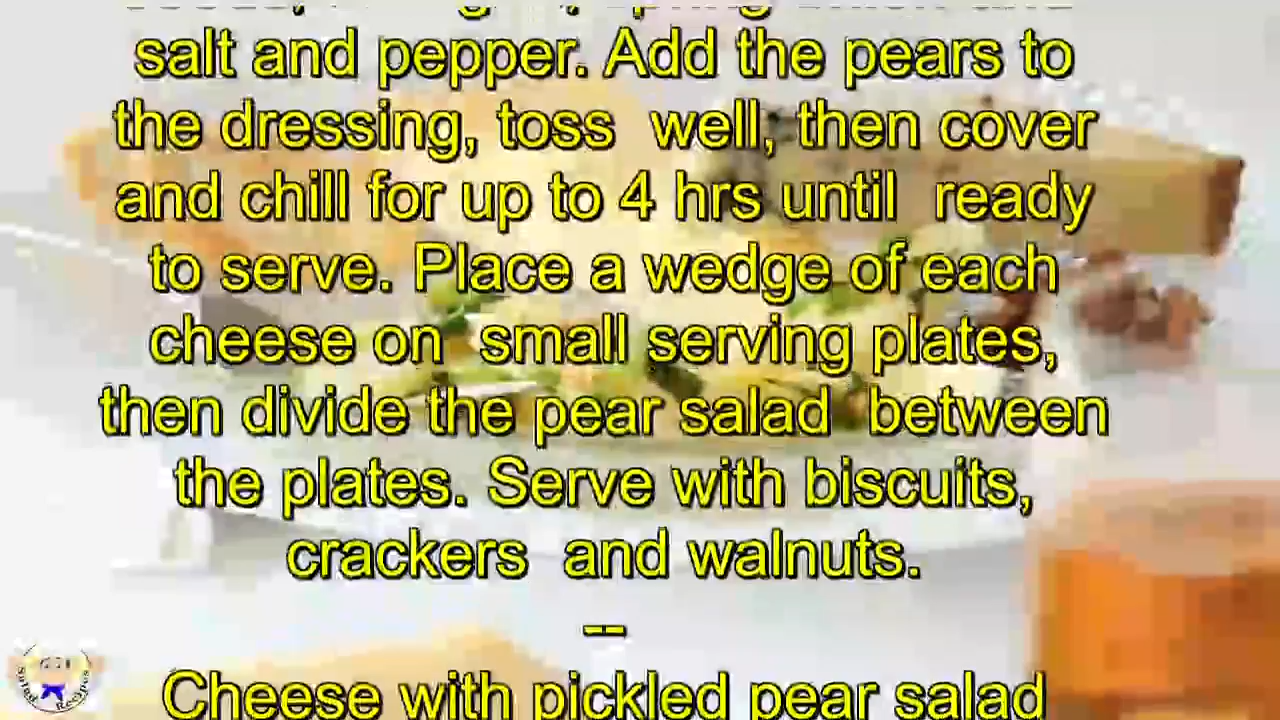 salt and pepper. Add the pears to
the dressing, toss  well, then cover
and chill for up to 4 hrs until  ready
to serve. Place a wedge of each
cheese on  small serving plates,
then divide the pear salad  between
the plates. Serve with biscuits,
crackers  and walnuts.
--
Cheese with pickled pear salad
Salad Recipes